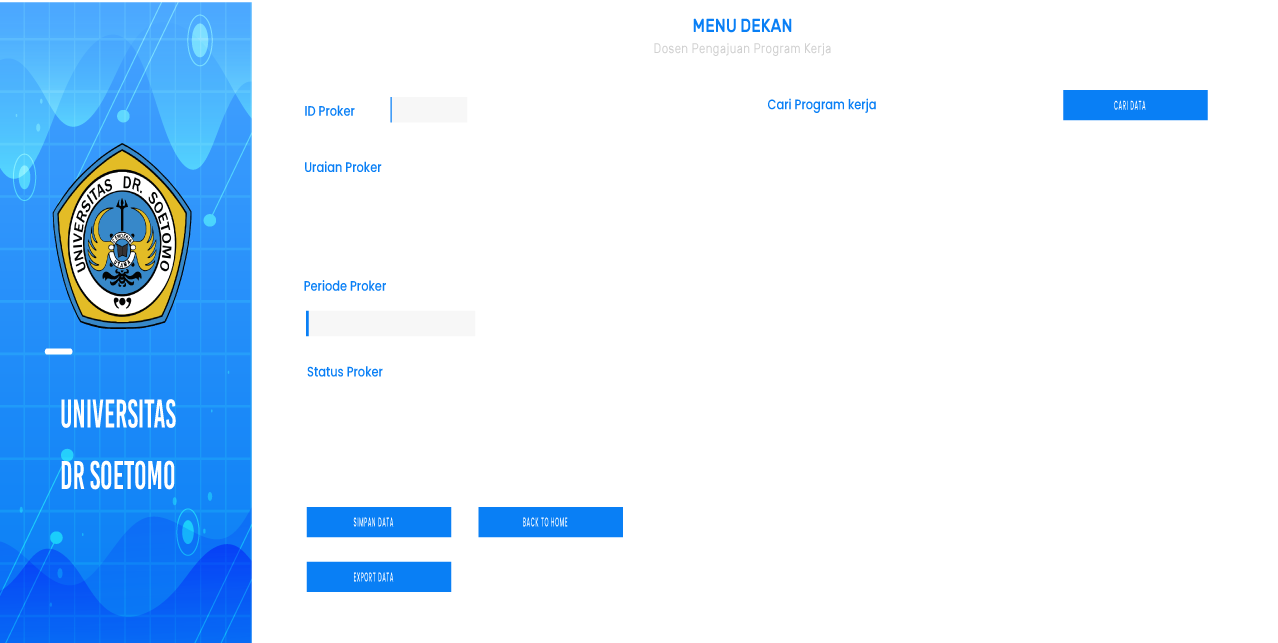 UNIVERSITAS DR. SOETOMO
UNIVERSITAS
DR SOETOMO
MENU DEKAN
Dosen Pengajuan Program Kerja
ID Proker
Cari Program kerja
CARI DATA
Uraian Proker
Periode Proker
Status Proker
SIMPAN DATA
BACK TO HOME
EXPORT DATA